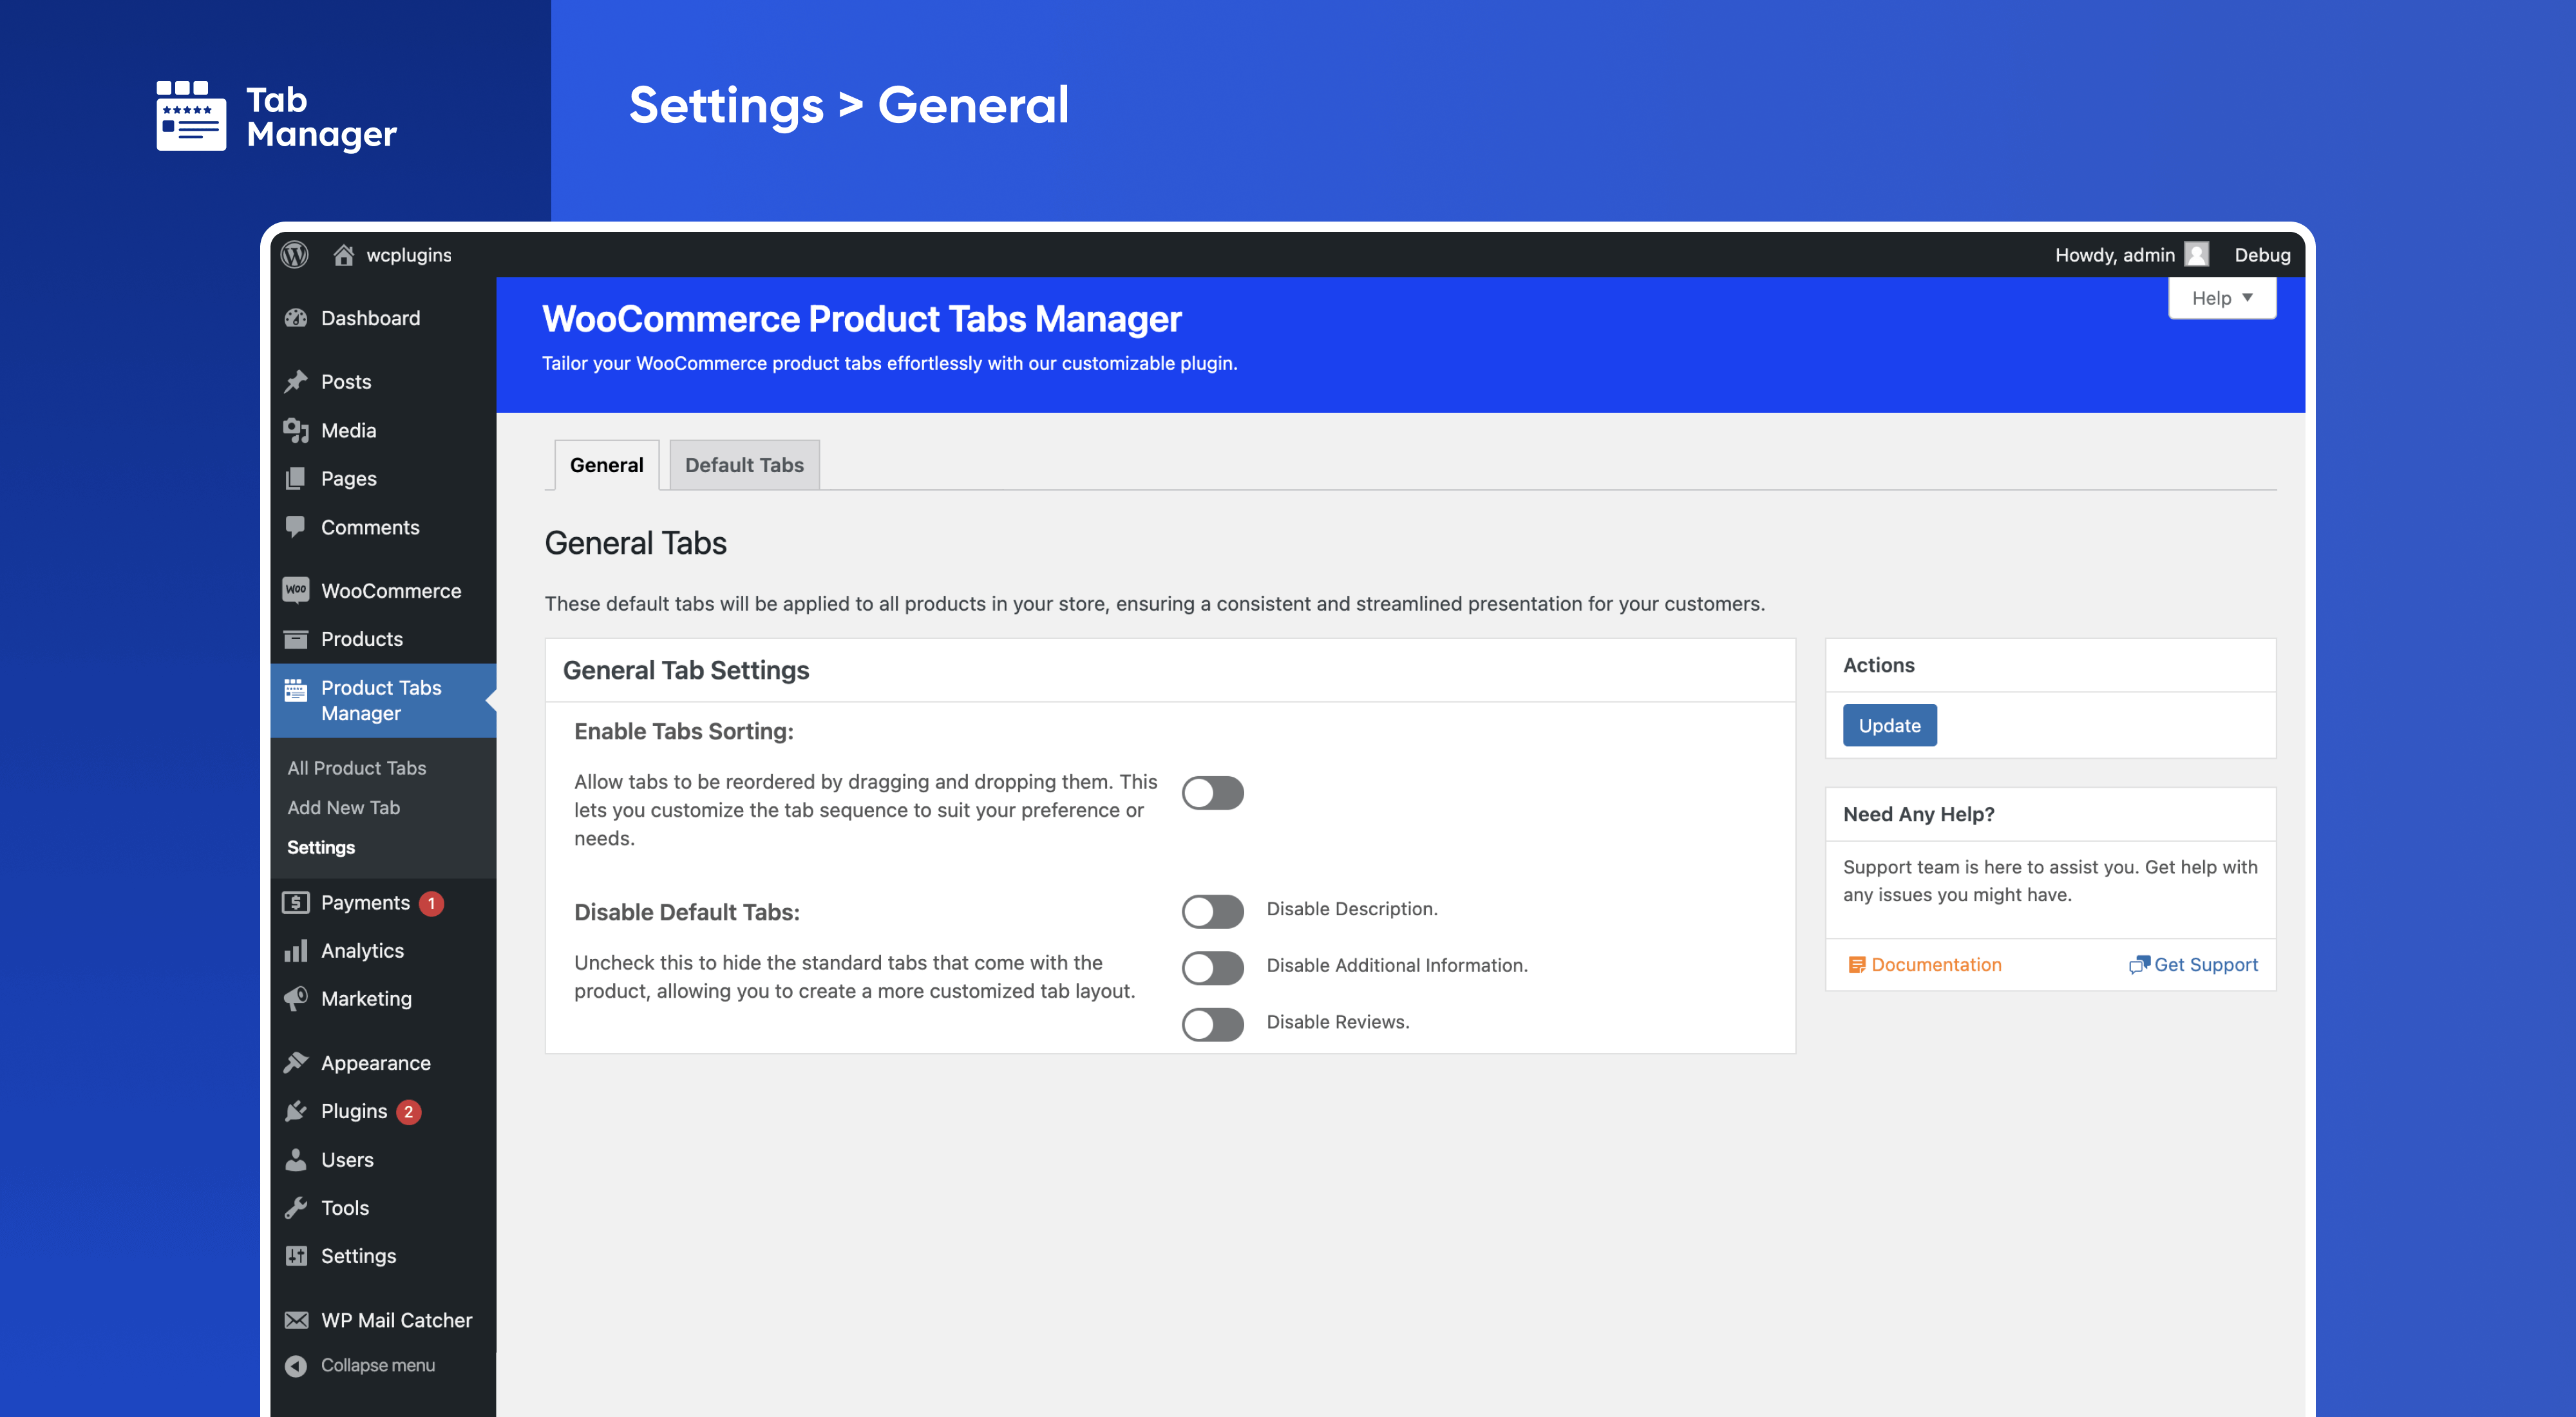 Tab
Manager
Settings > General
wcplugins
Howdy, admin
Debug
Help
WooCommerce Product Tabs Manager
Tailor your WooCommerce product tabs effortlessly with our customizable plugin.
Dashboard
Posts
Media
Pages
Comments
Woo
WooCommerce
Products
Product Tabs
Manager
All Product Tabs
Add New Tab
Settings
Payments 1
Analytics
Marketing
Appearance
Plugins 2
Users
Tools
Settings
WP Mail Catcher
Collapse menu
General
Default Tabs
General Tabs
These default tabs will be applied to all products in your store, ensuring a consistent and streamlined presentation for your customers.
General Tab Settings
Enable Tabs Sorting:
Allow tabs to be reordered by dragging and dropping them. This
lets you customize the tab sequence to suit your preference or
needs.
Disable Default Tabs:
Uncheck this to hide the standard tabs that come with the
product, allowing you to create a more customized tab layout.
Disable Description.
Disable Additional Information.
Disable Reviews.
Actions
Update
Need Any Help?
Support team is here to assist you. Get help with
any issues you might have.
Documentation
Get Support